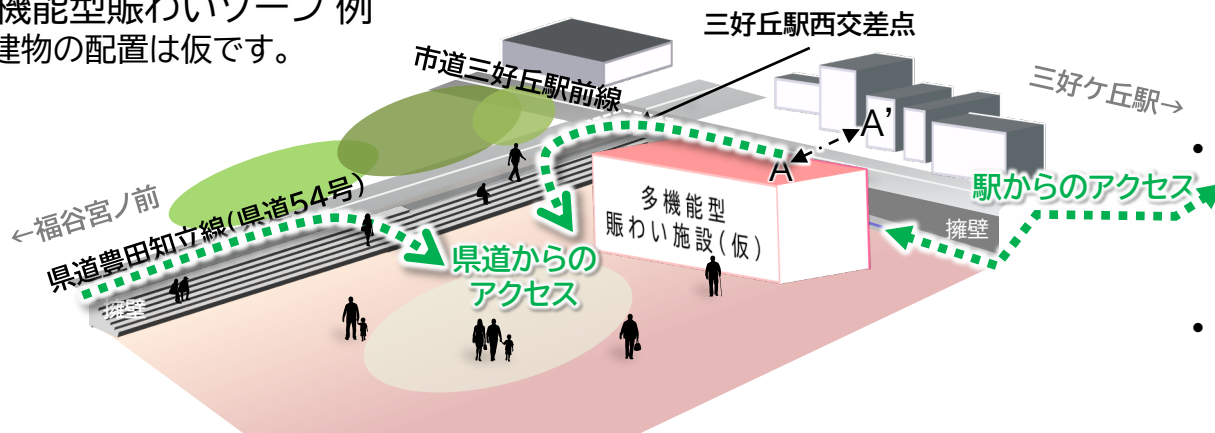 機能型賑わいゾーン 例
建物の配置は仮です。
三好丘駅西交差点
市道三好丘駅前線
三好ケ丘駅→
A'
A
駅からのアクセス
多機能型
賑わい施設(仮)
擁壁
←福谷宮ノ前
県道豊田知立線(県道54号)
県道からの
アクセス
擁壁
•
•